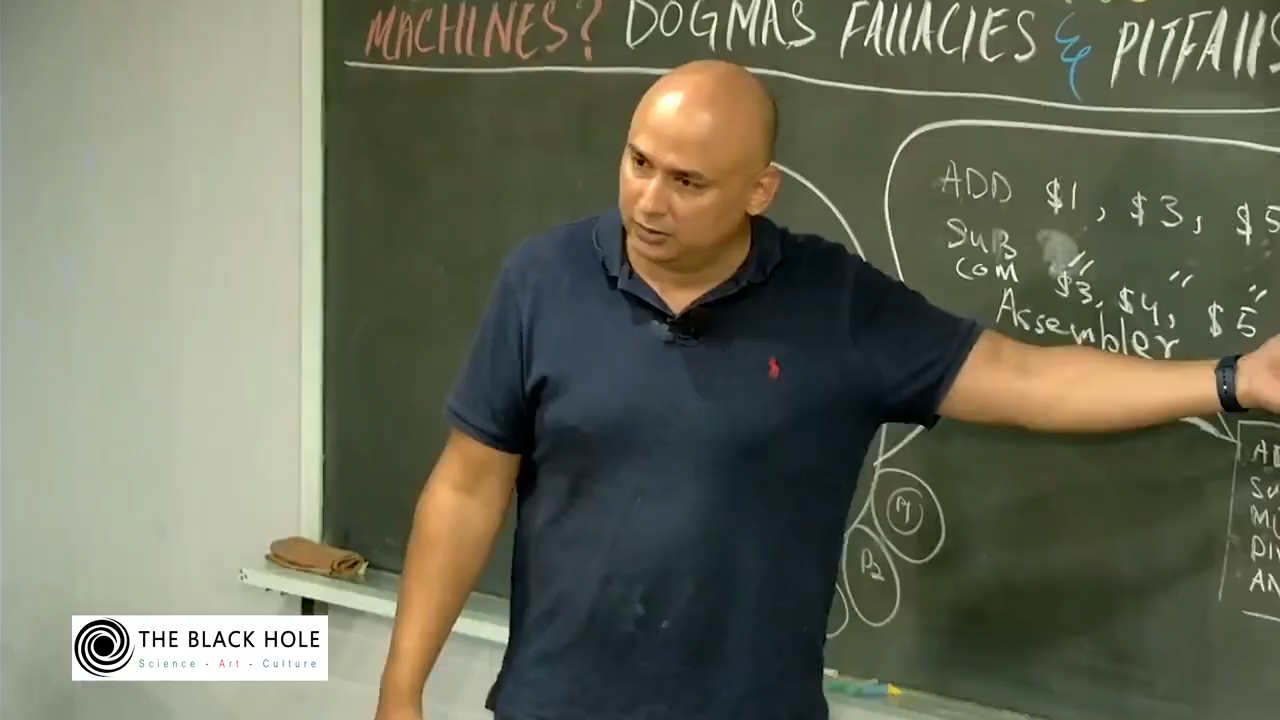 MACHINES? DOGMAS FALLACIES & PITFALLS
ADD $1, $3, $5
SUB " " "
COM $3, $4, $5
Assembler
P1
P2
THE BLACK HOLE
Science - Art - Culture